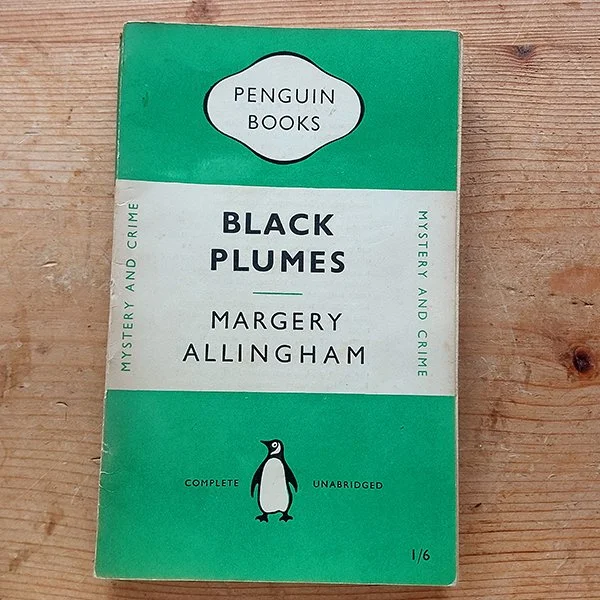 PENGUIN
BOOKS
MYSTERY AND CRIME
BLACK
PLUMES
MARGERY
ALLINGHAM
MYSTERY AND CRIME
COMPLETE UNABRIDGED
1/6